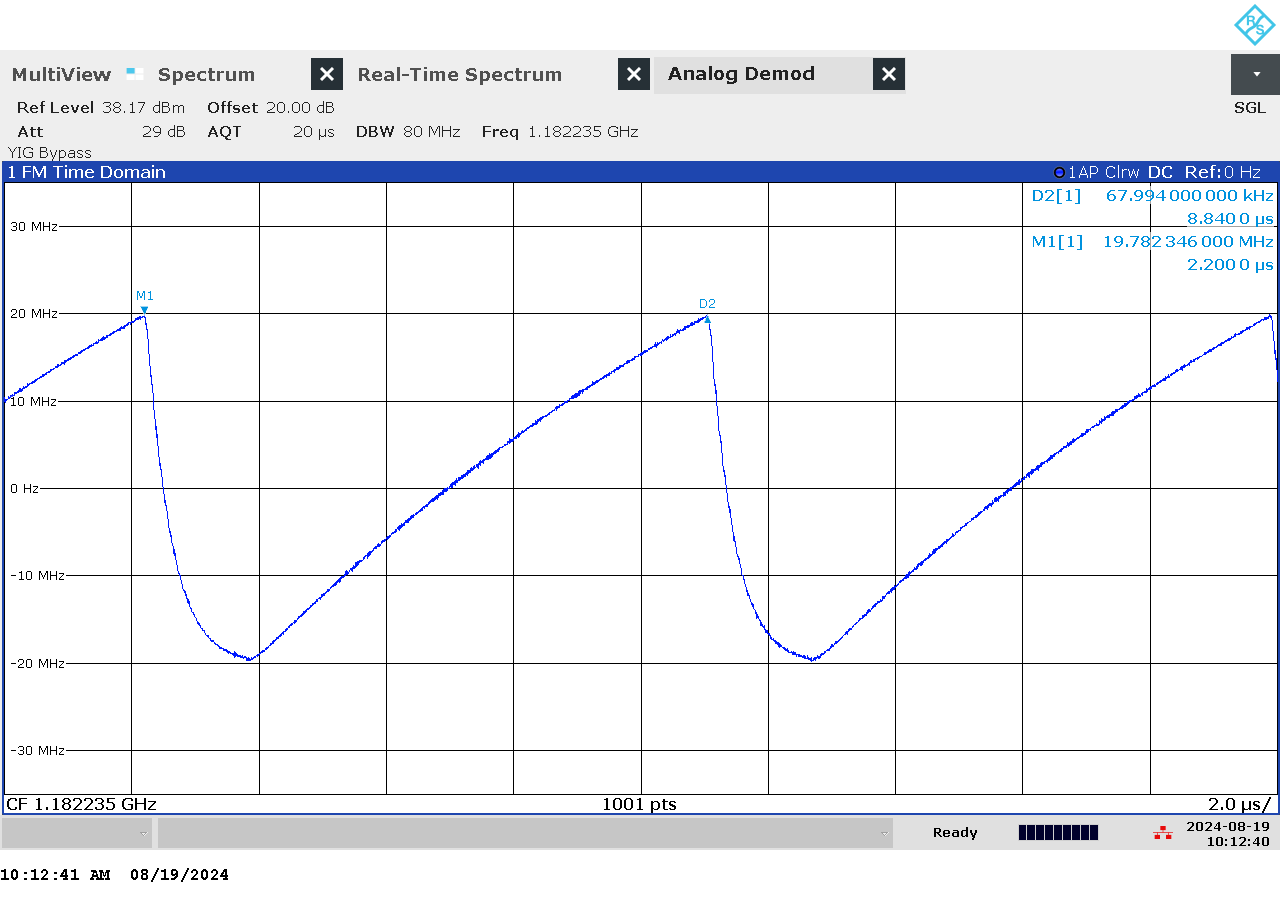 R S
MultiView Spectrum Real-Time Spectrum Analog Demod
Ref Level 38.17 dBm Offset 20.00 dB SGL
Att 29 dB AQT 20 µs DBW 80 MHz Freq 1.182235 GHz
YIG Bypass
1 FM Time Domain 1AP Clrw DC Ref:0 Hz
D2[1] 67.994 000 000 kHz
8.840 0 µs
M1[1] 19.782 346 000 MHz
2.200 0 µs
30 MHz
M1
D2
20 MHz
10 MHz
0 Hz
-10 MHz
-20 MHz
-30 MHz
CF 1.182235 GHz 1001 pts 2.0 µs/
Ready 2024-08-19
10:12:40
10:12:41 AM 08/19/2024